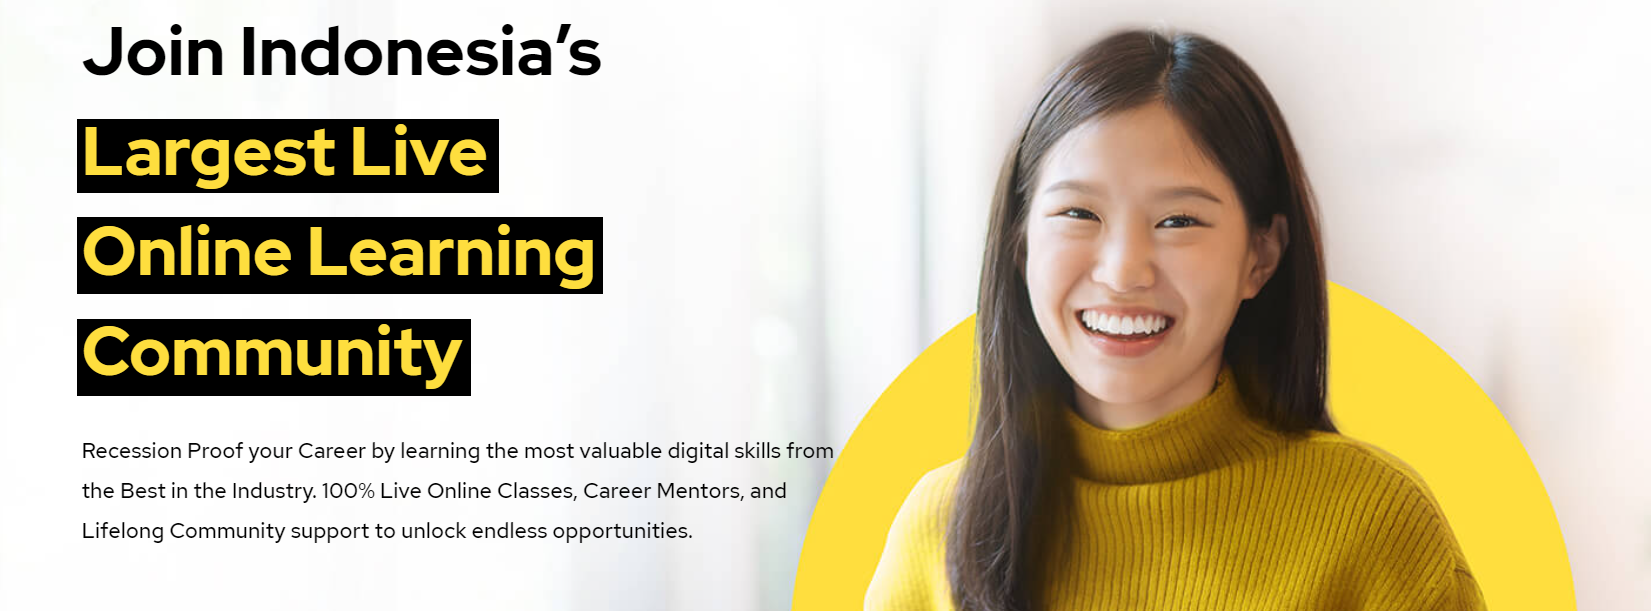 Join Indonesia’s
Largest Live
Online Learning
Community
Recession Proof your Career by learning the most valuable digital skills from
the Best in the Industry. 100% Live Online Classes, Career Mentors, and
Lifelong Community support to unlock endless opportunities.